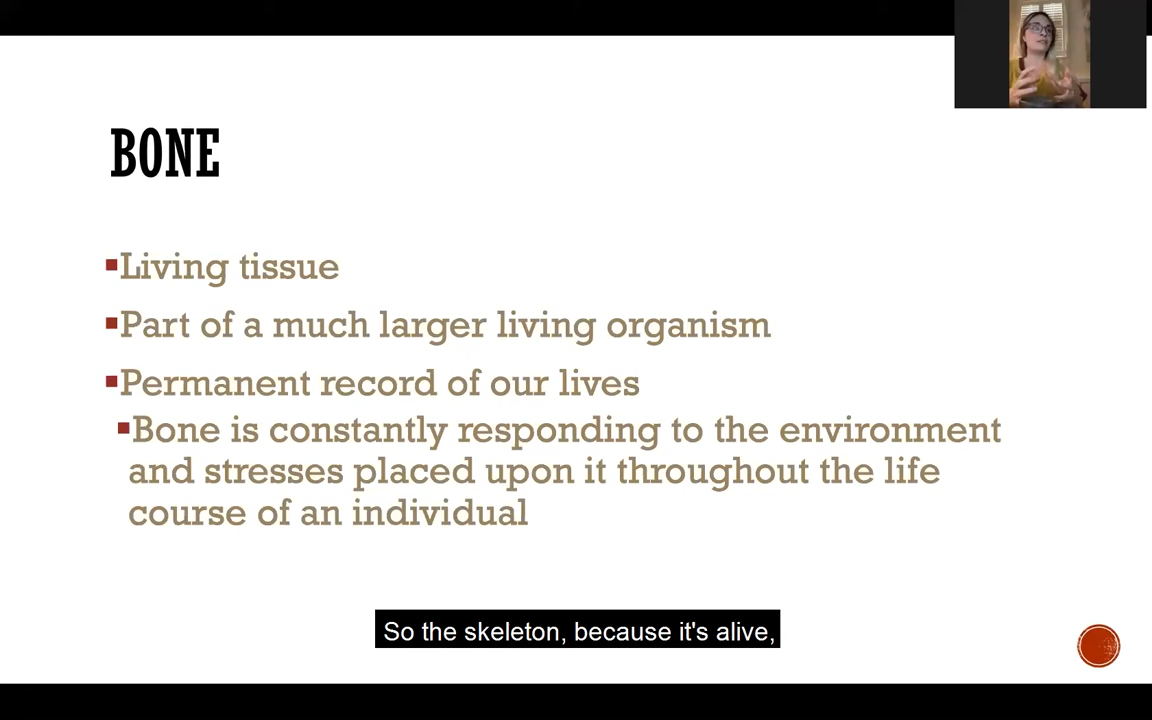 BONE
▪Living tissue
▪Part of a much larger living organism
▪Permanent record of our lives
▪Bone is constantly responding to the environment
and stresses placed upon it throughout the life
course of an individual
So the skeleton, because it's alive,